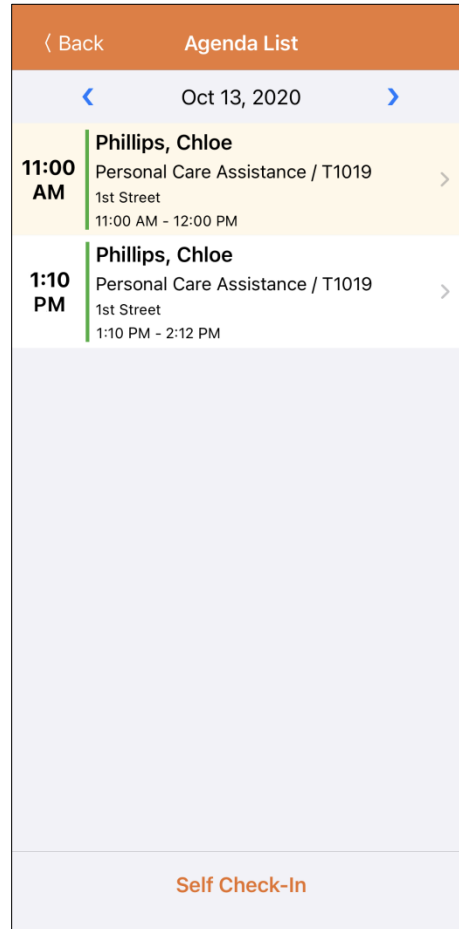 Back Agenda List
Oct 13, 2020
11:00 AM
Phillips, Chloe
Personal Care Assistance / T1019
1st Street
11:00 AM - 12:00 PM
1:10 PM
Phillips, Chloe
Personal Care Assistance / T1019
1st Street
1:10 PM - 2:12 PM
Self Check-In